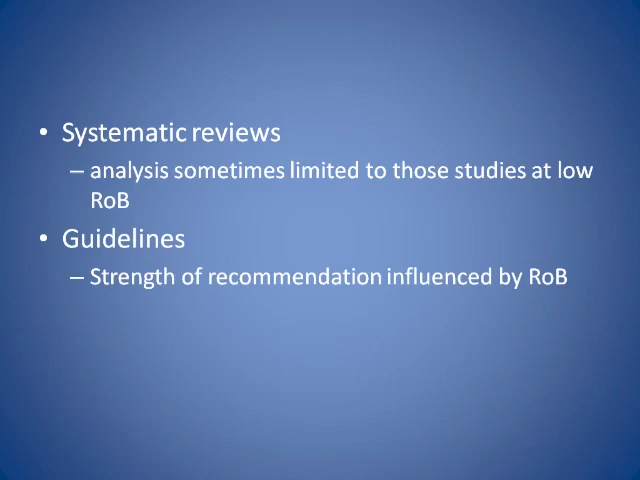 • Systematic reviews
– analysis sometimes limited to those studies at low
RoB
• Guidelines
– Strength of recommendation influenced by RoB